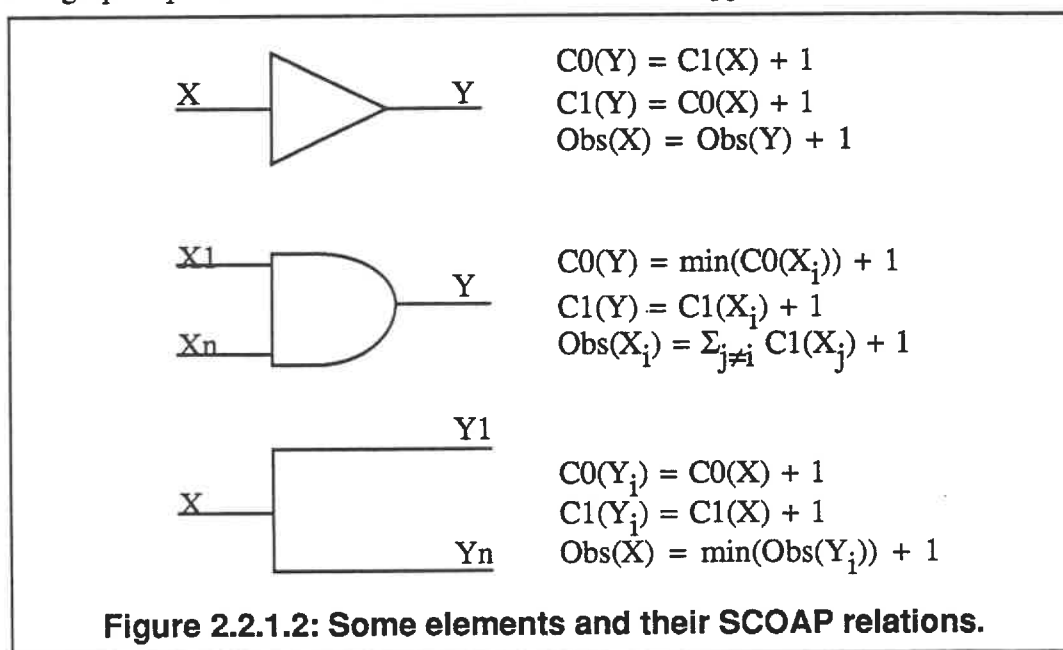 X
Y
C0(Y) = C1(X) + 1
C1(Y) = C0(X) + 1
Obs(X) = Obs(Y) + 1
X1
Xn
Y
C0(Y) = min(C0(Xi)) + 1
C1(Y) = C1(Xi) + 1
Obs(Xi) = Σj≠i C1(Xj) + 1
X
Y1
Yn
C0(Yi) = C0(X) + 1
C1(Yi) = C1(X) + 1
Obs(X) = min(Obs(Yi)) + 1
Figure 2.2.1.2: Some elements and their SCOAP relations.